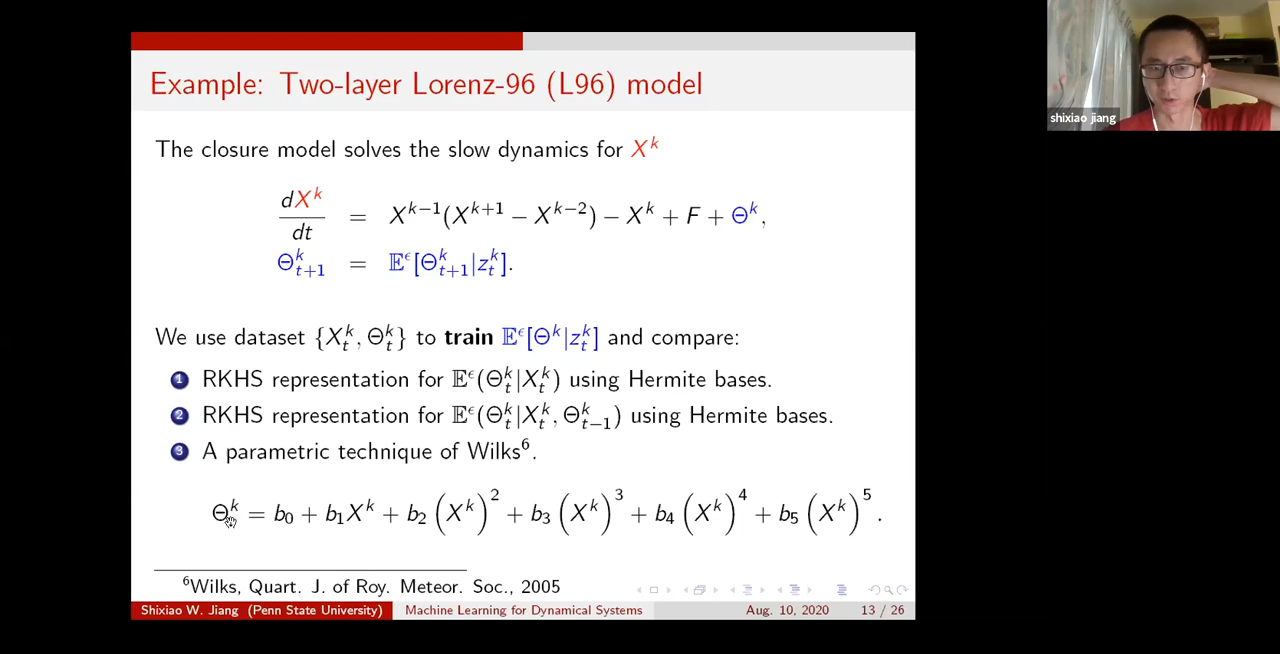 Example: Two-layer Lorenz-96 (L96) model
shixiao jiang
The closure model solves the slow dynamics for X^k
dX^k/dt = X^{k−1}(X^{k+1} − X^{k−2}) − X^k + F + Θ^k,
Θ^k_{t+1} = 𝔼^ϵ[Θ^k_{t+1}|z^k_t].
We use dataset {X^k_t, Θ^k_t} to train 𝔼^ϵ[Θ^k|z^k_t] and compare:
1 RKHS representation for 𝔼^ϵ(Θ^k_t|X^k_t) using Hermite bases.
2 RKHS representation for 𝔼^ϵ(Θ^k_t|X^k_t, Θ^k_{t−1}) using Hermite bases.
3 A parametric technique of Wilks^6.
Θ^k = b_0 + b_1X^k + b_2(X^k)^2 + b_3(X^k)^3 + b_4(X^k)^4 + b_5(X^k)^5.
^6Wilks, Quart. J. of Roy. Meteor. Soc., 2005
Shixiao W. Jiang (Penn State University) Machine Learning for Dynamical Systems Aug. 10, 2020 13 / 26